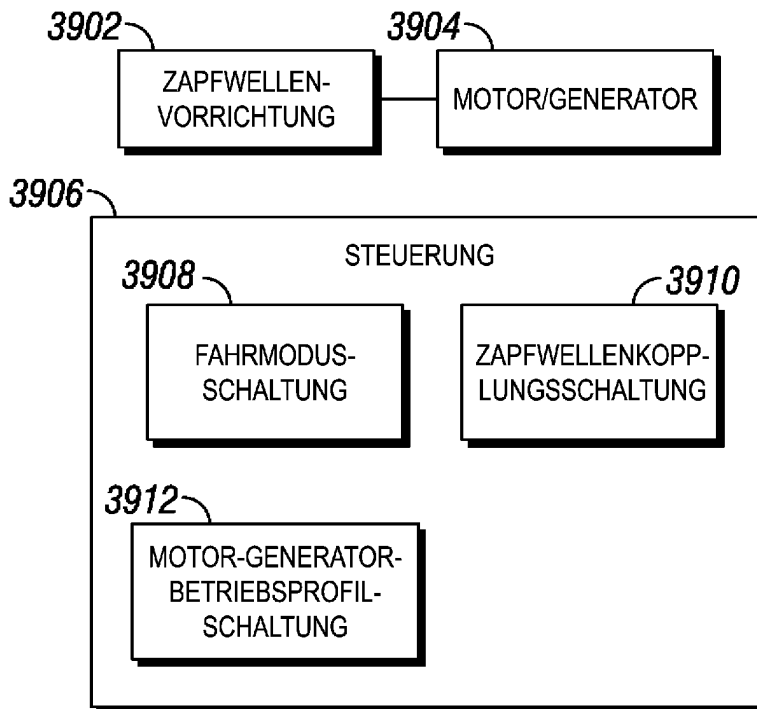 3902
3904
ZAPFWELLEN-
VORRICHTUNG
MOTOR/GENERATOR
3906
STEUERUNG
3908
3910
FAHRMODUS-
SCHALTUNG
ZAPFWELLENKOPP-
LUNGSSCHALTUNG
3912
MOTOR-GENERATOR-
BETRIEBSPROFIL-
SCHALTUNG